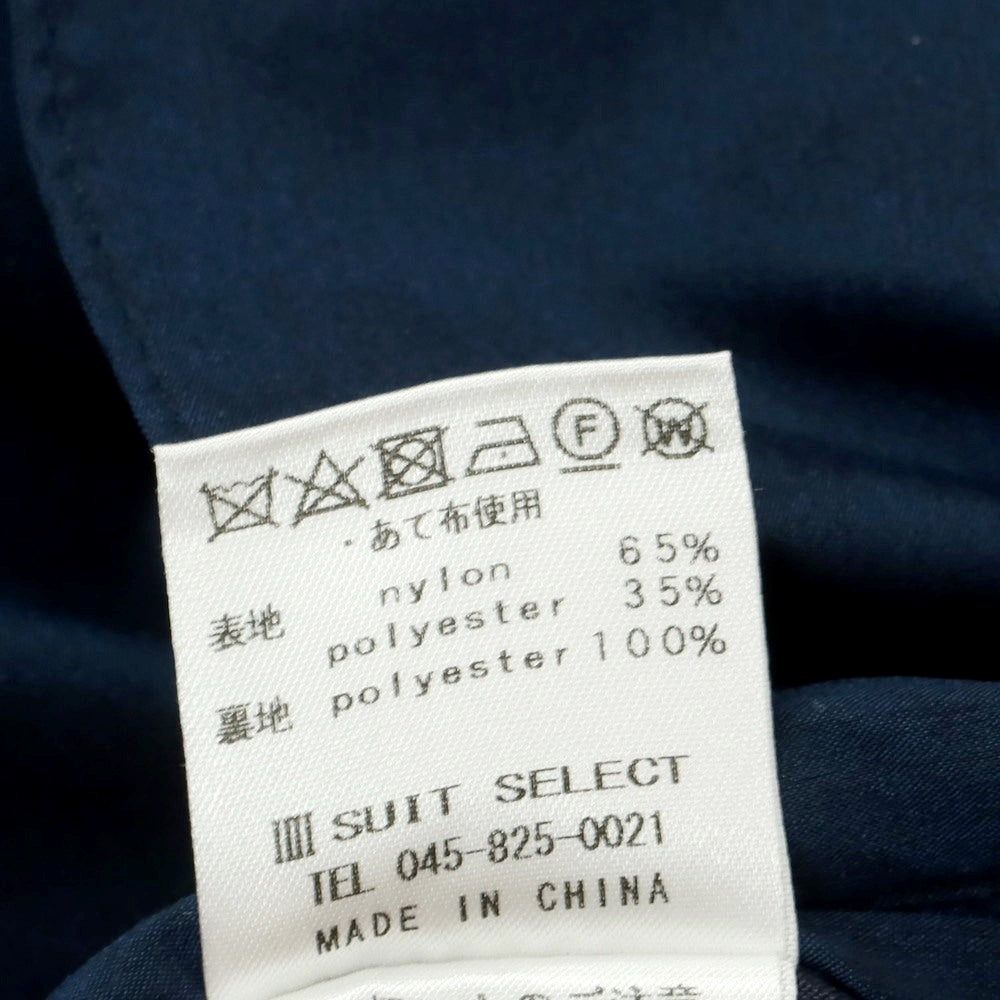 F W
・あて布使用
表地 nylon 65%
polyester 35%
裏地 polyester 100%
SUIT SELECT
TEL 045-825-0021
MADE IN CHINA